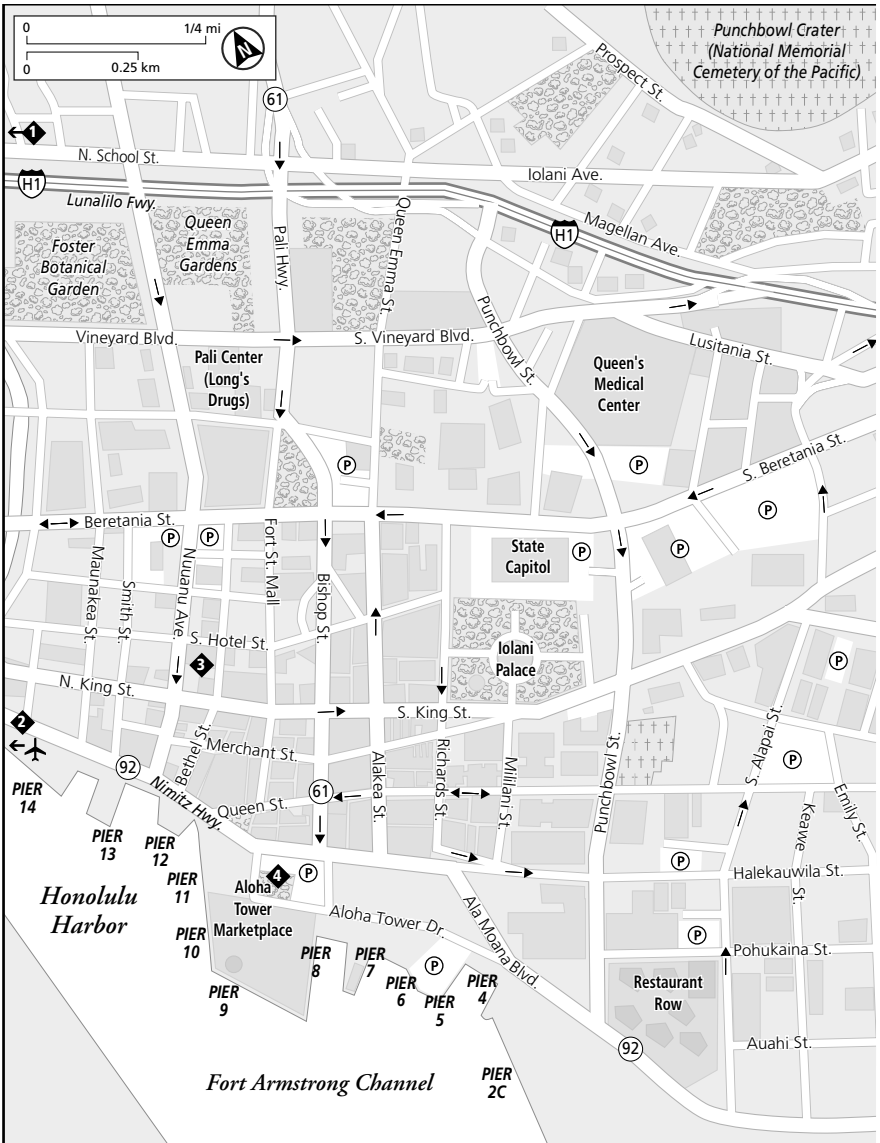 0 1/4 mi
0 0.25 km
N
Punchbowl Crater
(National Memorial
Cemetery of the Pacific)
Prospect St.
61
1
N. School St.
Iolani Ave.
H1
Lunalilo Fwy.
Magellan Ave.
H1
Foster
Botanical
Garden
Queen
Emma
Gardens
Pali Hwy.
Queen Emma St.
Punchbowl St.
Vineyard Blvd.
S. Vineyard Blvd.
Lusitania St.
Pali Center
(Long's
Drugs)
Queen's
Medical
Center
P
P
S. Beretania St.
P
Beretania St.
P
P
Maunakea St.
Smith St.
Nuuanu Ave.
Fort St. Mall
Bishop St.
State
Capitol
P
P
S. Hotel St.
3
Iolani
Palace
P
N. King St.
S. King St.
2
92
Bethel St.
Merchant St.
Alakea St.
Richards St.
Mililani St.
Punchbowl St.
S. Alapai St.
P
Keawe St.
Emily St.
Nimitz Hwy.
Queen St.
61
PIER
14
PIER
13
PIER
12
PIER
11
PIER
10
PIER
9
PIER
8
PIER
7
PIER
6
PIER
5
PIER
4
PIER
2C
4
P
Aloha
Tower
Marketplace
Aloha Tower Dr.
P
Ala Moana Blvd.
P
Halekauwila St.
P
Pohukaina St.
Restaurant
Row
Auahi St.
92
Honolulu
Harbor
Fort Armstrong Channel